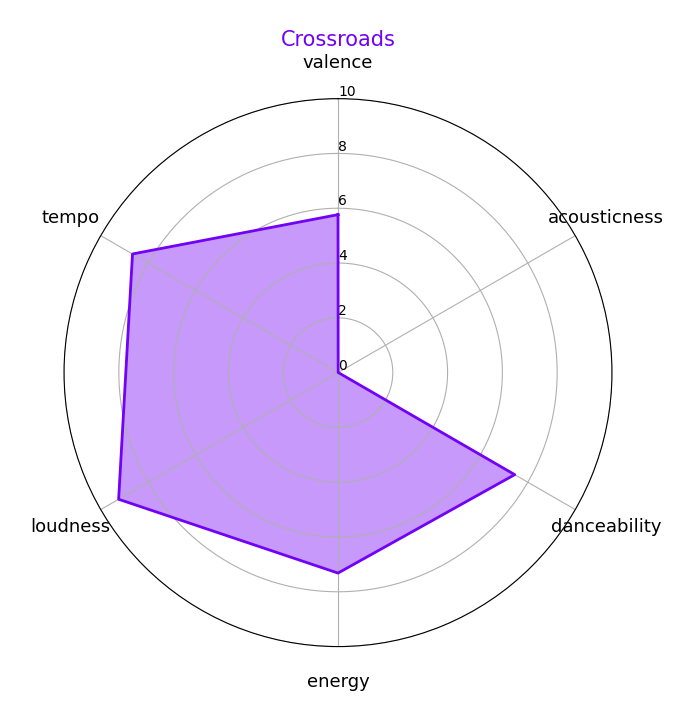 Crossroads
valence
10
8
tempo
6
acousticness
4
2
0
loudness
danceability
energy